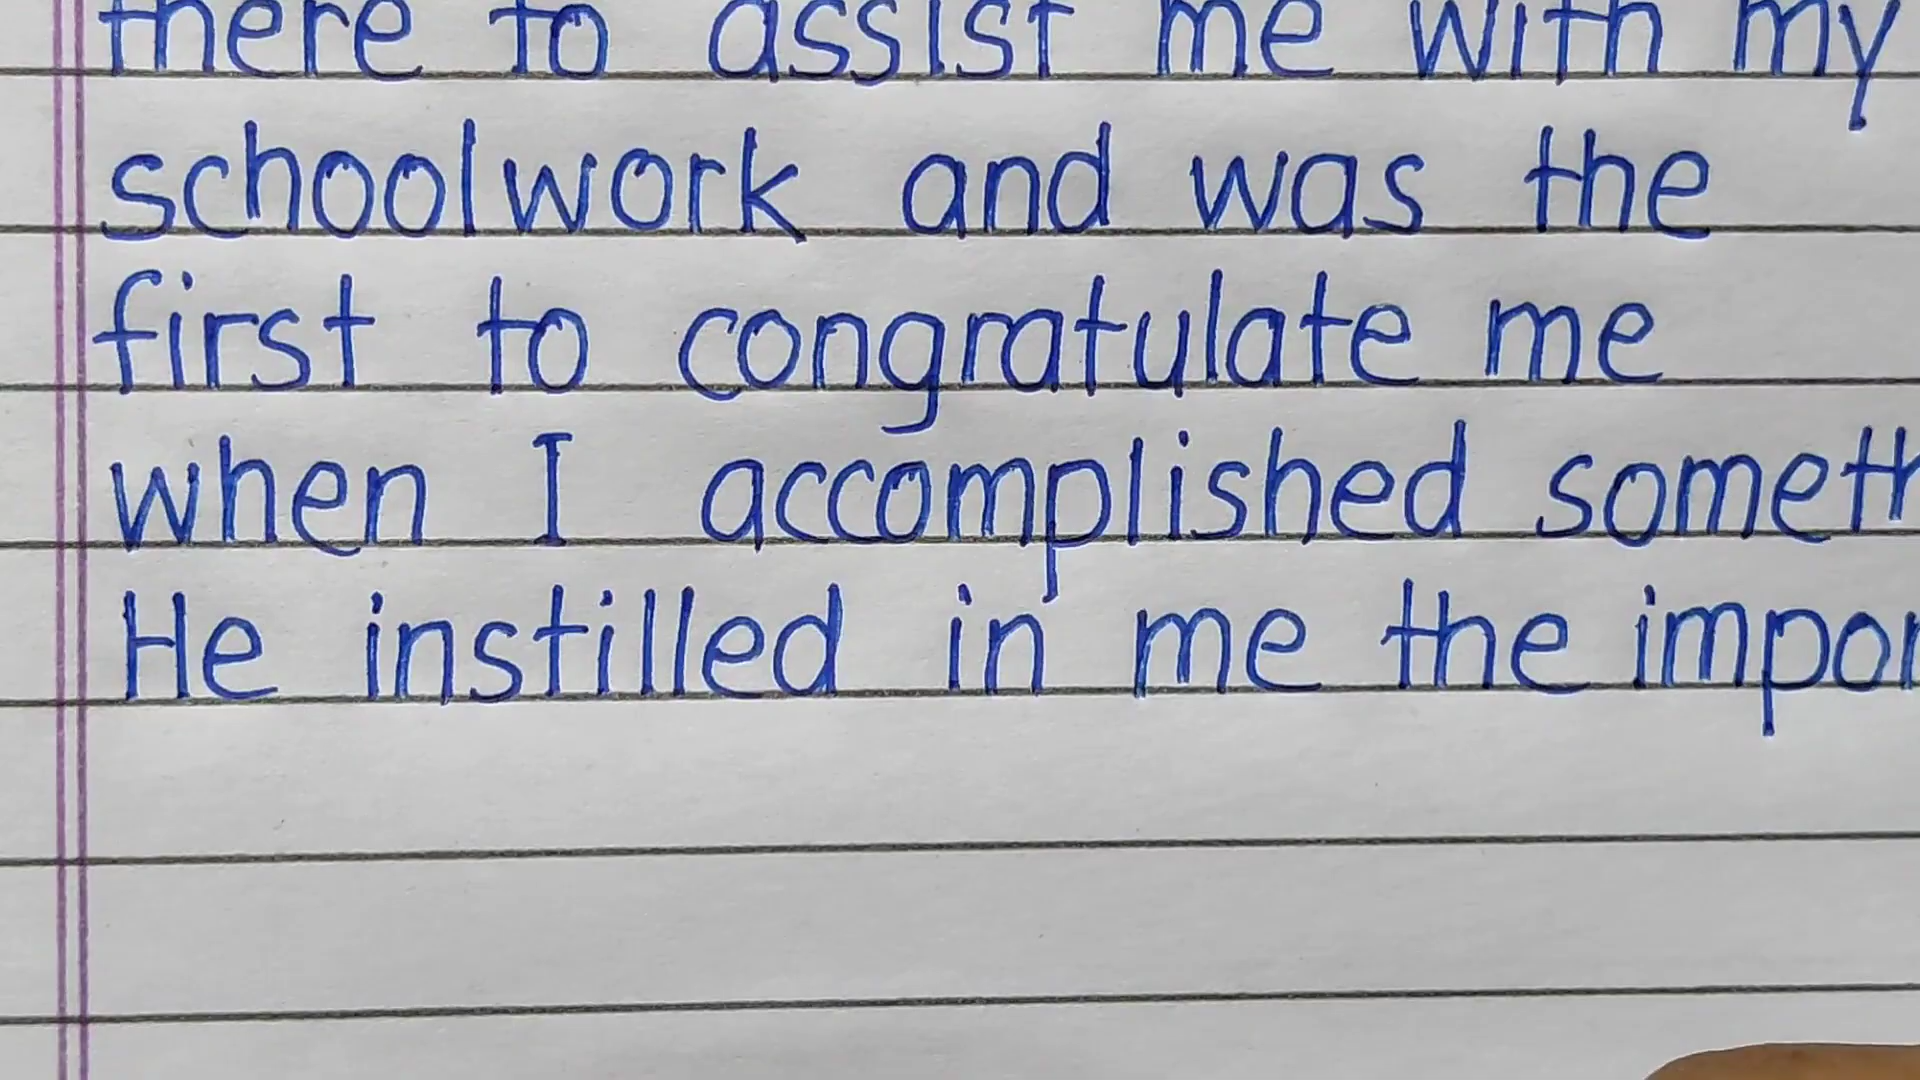 there to assist me with my
schoolwork and was the
first to congratulate me
when I accomplished someth
He instilled in me the impor